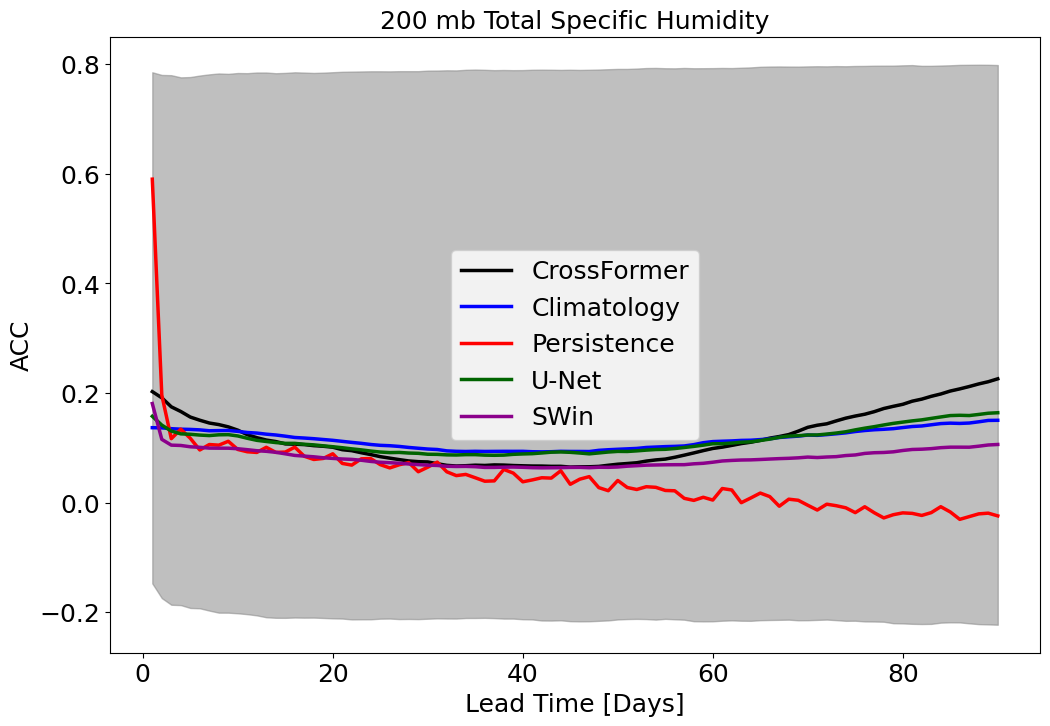 200 mb Total Specific Humidity
ACC
0.8
0.6
0.4
0.2
0.0
−0.2
CrossFormer
Climatology
Persistence
U-Net
SWin
0 20 40 60 80
Lead Time [Days]